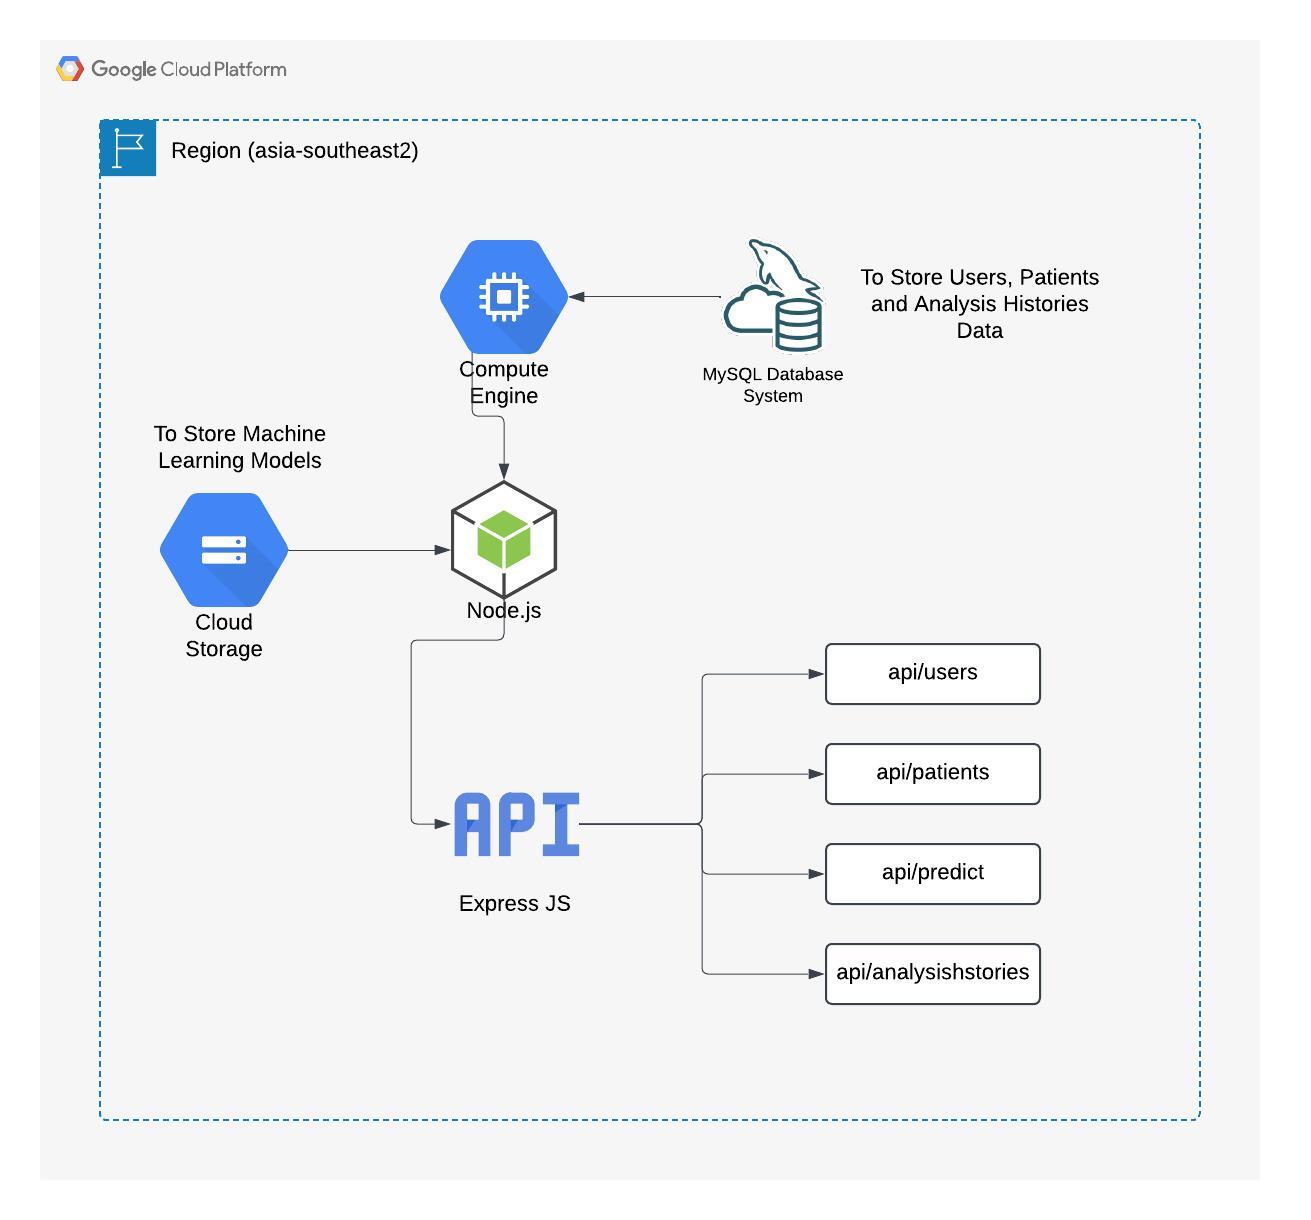 Google Cloud Platform
Region (asia-southeast2)
To Store Users, Patients
and Analysis Histories
Data
Compute
Engine
MySQL Database
System
To Store Machine
Learning Models
Cloud
Storage
Node.js
API
Express JS
api/users
api/patients
api/predict
api/analysishstories